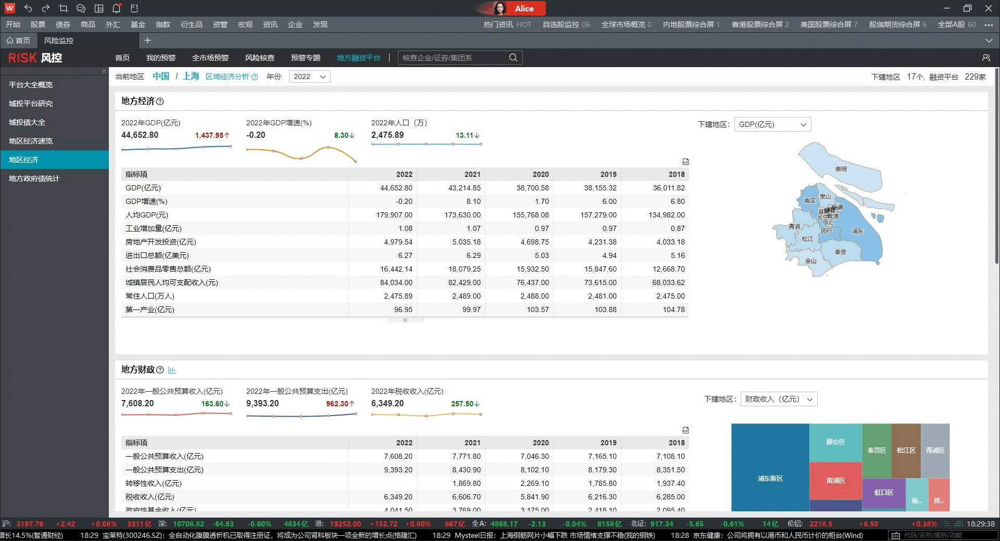 W
Alice
开始 股票 债券 商品 外汇 基金 指数 衍生品 资管 宏观 资讯 企业 发现 热门资讯 HOT 自选股监控 06 全球市场概览 0 内地股票综合屏 1 香港股票综合屏 2 美国股票综合屏 7 股指期货综合屏 6 全部A股 60 •••
首页 风险监控 +
RISK 风控 首页 我的预警 全市场预警 风险核查 预警专题 地方融资平台 | 核查企业/证券/集团系
«
平台大全概览
城投平台研究
城投债大全
地区经济速览
地区经济
地方政府债统计
当前地区 中国 / 上海 区域经济分析 年份 2022 下辖地区 17个, 融资平台 229家
地方经济
2022年GDP(亿元) 2022年GDP增速(%) 2022年人口（万）
44,652.80 1,437.95↑ -0.20 8.30↓ 2,475.89 13.11↓
下辖地区: GDP(亿元)
XLS
指标项 2022 2021 2020 2019 2018
GDP(亿元) 44,652.80 43,214.85 38,700.58 38,155.32 36,011.82
GDP增速(%) -0.20 8.10 1.70 6.00 6.80
人均GDP(元) 179,907.00 173,630.00 155,768.08 157,279.00 134,982.00
工业增加量(亿元) 1.08 1.07 0.97 0.97 0.87
房地产开发投资(亿元) 4,979.54 5,035.18 4,698.75 4,231.38 4,033.18
进出口总额(亿美元) 6.27 6.29 5.03 4.94 5.16
社会消费品零售总额(亿元) 16,442.14 18,079.25 15,932.50 15,847.60 12,668.70
城镇居民人均可支配收入(元) 84,034.00 82,429.00 76,437.00 73,615.00 68,033.62
常住人口(万人) 2,475.89 2,489.00 2,488.00 2,481.00 2,475.00
第一产业(亿元) 96.95 99.97 103.57 103.88 104.78
崇明
嘉定 宝山
杨浦
黄浦
长宁
徐汇
青浦 闵行 浦东
松江
奉贤
金山
地方财政
2022年一般公共预算收入(亿元) 2022年一般公共预算支出(亿元) 2022年税收收入(亿元)
7,608.20 163.60↓ 9,393.20 962.30↑ 6,349.20 257.50↓
下辖地区: 财政收入（亿元）
XLS
指标项 2022 2021 2020 2019 2018
一般公共预算收入(亿元) 7,608.20 7,771.80 7,046.30 7,165.10 7,108.10
一般公共预算支出(亿元) 9,393.20 8,430.90 8,102.10 8,179.30 8,351.50
转移性收入(亿元) 1,869.80 2,269.10 1,785.80 1,937.40
税收收入(亿元) 6,349.20 6,606.70 5,841.90 6,216.30 6,285.00
政府性基金收入(亿元) 4,041.50 3,769.00 3,175.00 2,418.10 2,095.40
浦东新区
静安区
黄浦区
奉贤区 松江区 青浦区
虹口区
杨... 普...
沪: 3197.76 +2.42 +0.08% 3311亿 深: 10708.82 -64.63 -0.60% 4834亿 港: 19252.00 +152.72 +0.80% 867亿 全A: 4868.17 -2.13 -0.04% 8158亿 北证: 917.34 -5.65 -0.61% 14亿 伦铝: 2218.5 +8.50 +0.38% 18:29:38
增长14.5%(智通财经) 18:29 宝莱特(300246.SZ)：全自动化腹膜透析机已取得注册证，将成为公司肾科板块一项全新的增长点(格隆汇) 18:29 Mysteel日报：上海钢筋网片小幅下跌 市场情绪支撑不稳(我的钢铁) 18:28 京东健康：公司将拥有以港币和人民币计价的柜台(Wind) 代码/名称/简拼/功能